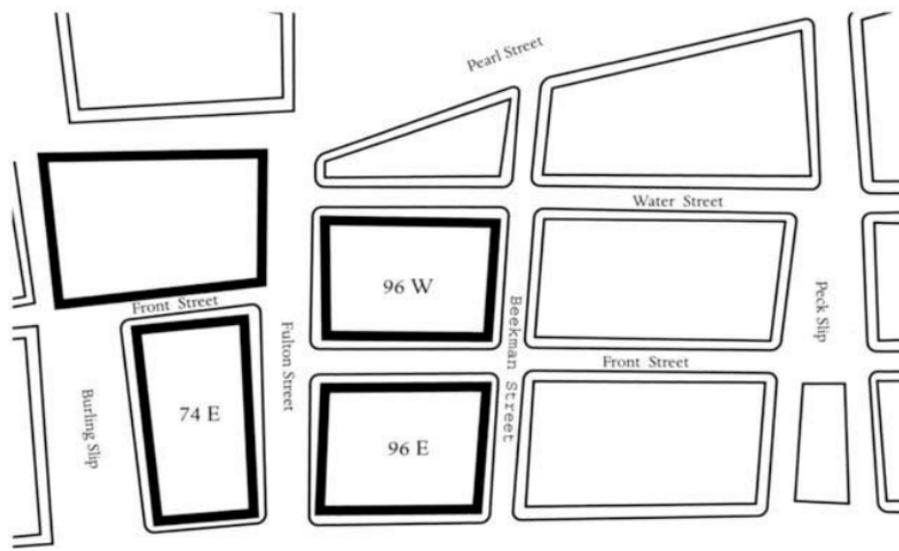 Pearl Street
Water Street
96 W
Front Street
Beekman Street
Peck Slip
Fulton Street
Front Street
Burling Slip
74 E
96 E